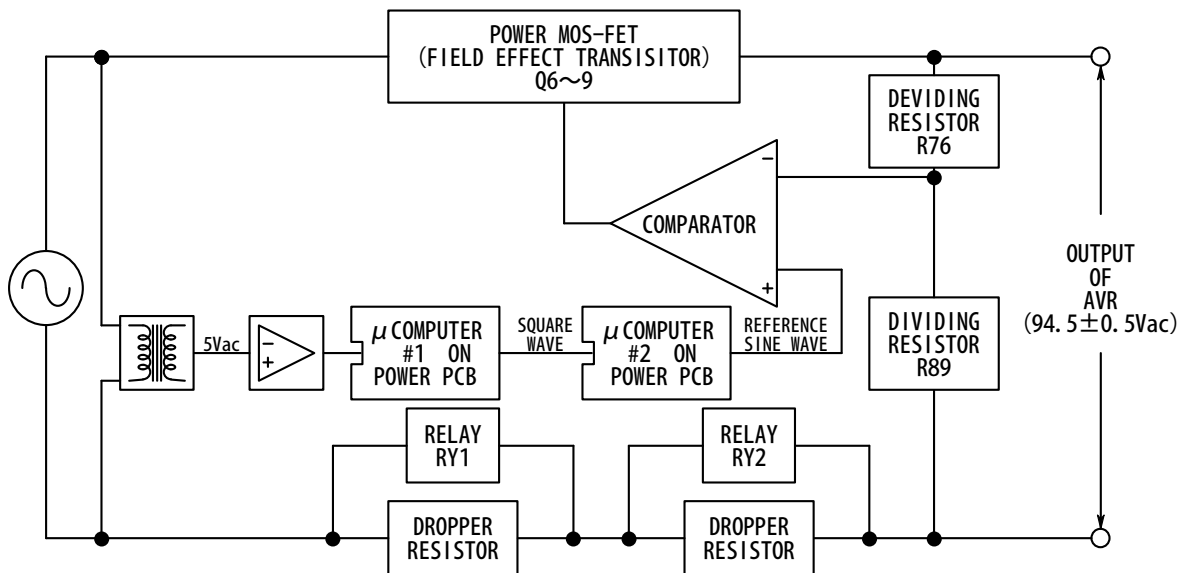 POWER MOS-FET
(FIELD EFFECT TRANSISITOR)
Q6〜9
DEVIDING
RESISTOR
R76
−
COMPARATOR
+
OUTPUT
OF
AVR
(94.5±0.5Vac)
5Vac
−
+
μCOMPUTER
#1 ON
POWER PCB
SQUARE
WAVE
μCOMPUTER
#2 ON
POWER PCB
REFERENCE
SINE WAVE
DIVIDING
RESISTOR
R89
RELAY
RY1
RELAY
RY2
DROPPER
RESISTOR
DROPPER
RESISTOR